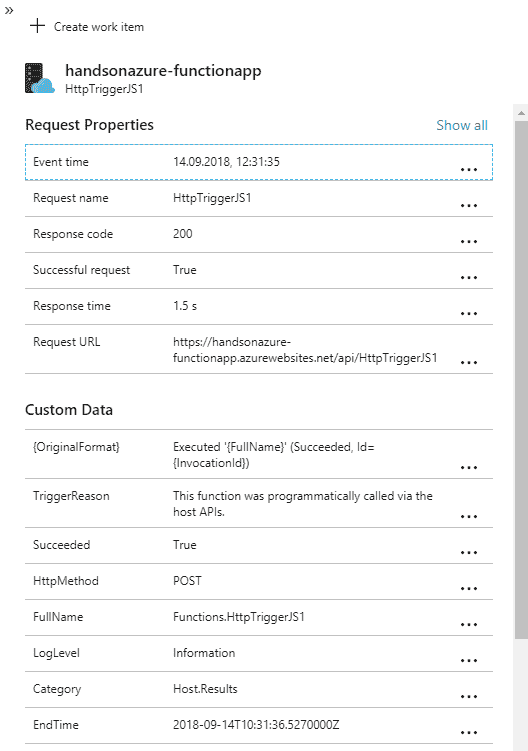 »
+ Create work item
handsonazure-functionapp
HttpTriggerJS1
Request Properties Show all
Event time 14.09.2018, 12:31:35 ...
Request name HttpTriggerJS1 ...
Response code 200 ...
Successful request True ...
Response time 1.5 s ...
Request URL https://handsonazure-
functionapp.azurewebsites.net/api/HttpTriggerJS1 ...
Custom Data
{OriginalFormat} Executed '{FullName}' (Succeeded, Id=
{InvocationId}) ...
TriggerReason This function was programmatically called via the
host APIs. ...
Succeeded True ...
HttpMethod POST ...
FullName Functions.HttpTriggerJS1 ...
LogLevel Information ...
Category Host.Results ...
EndTime 2018-09-14T10:31:36.5270000Z ...